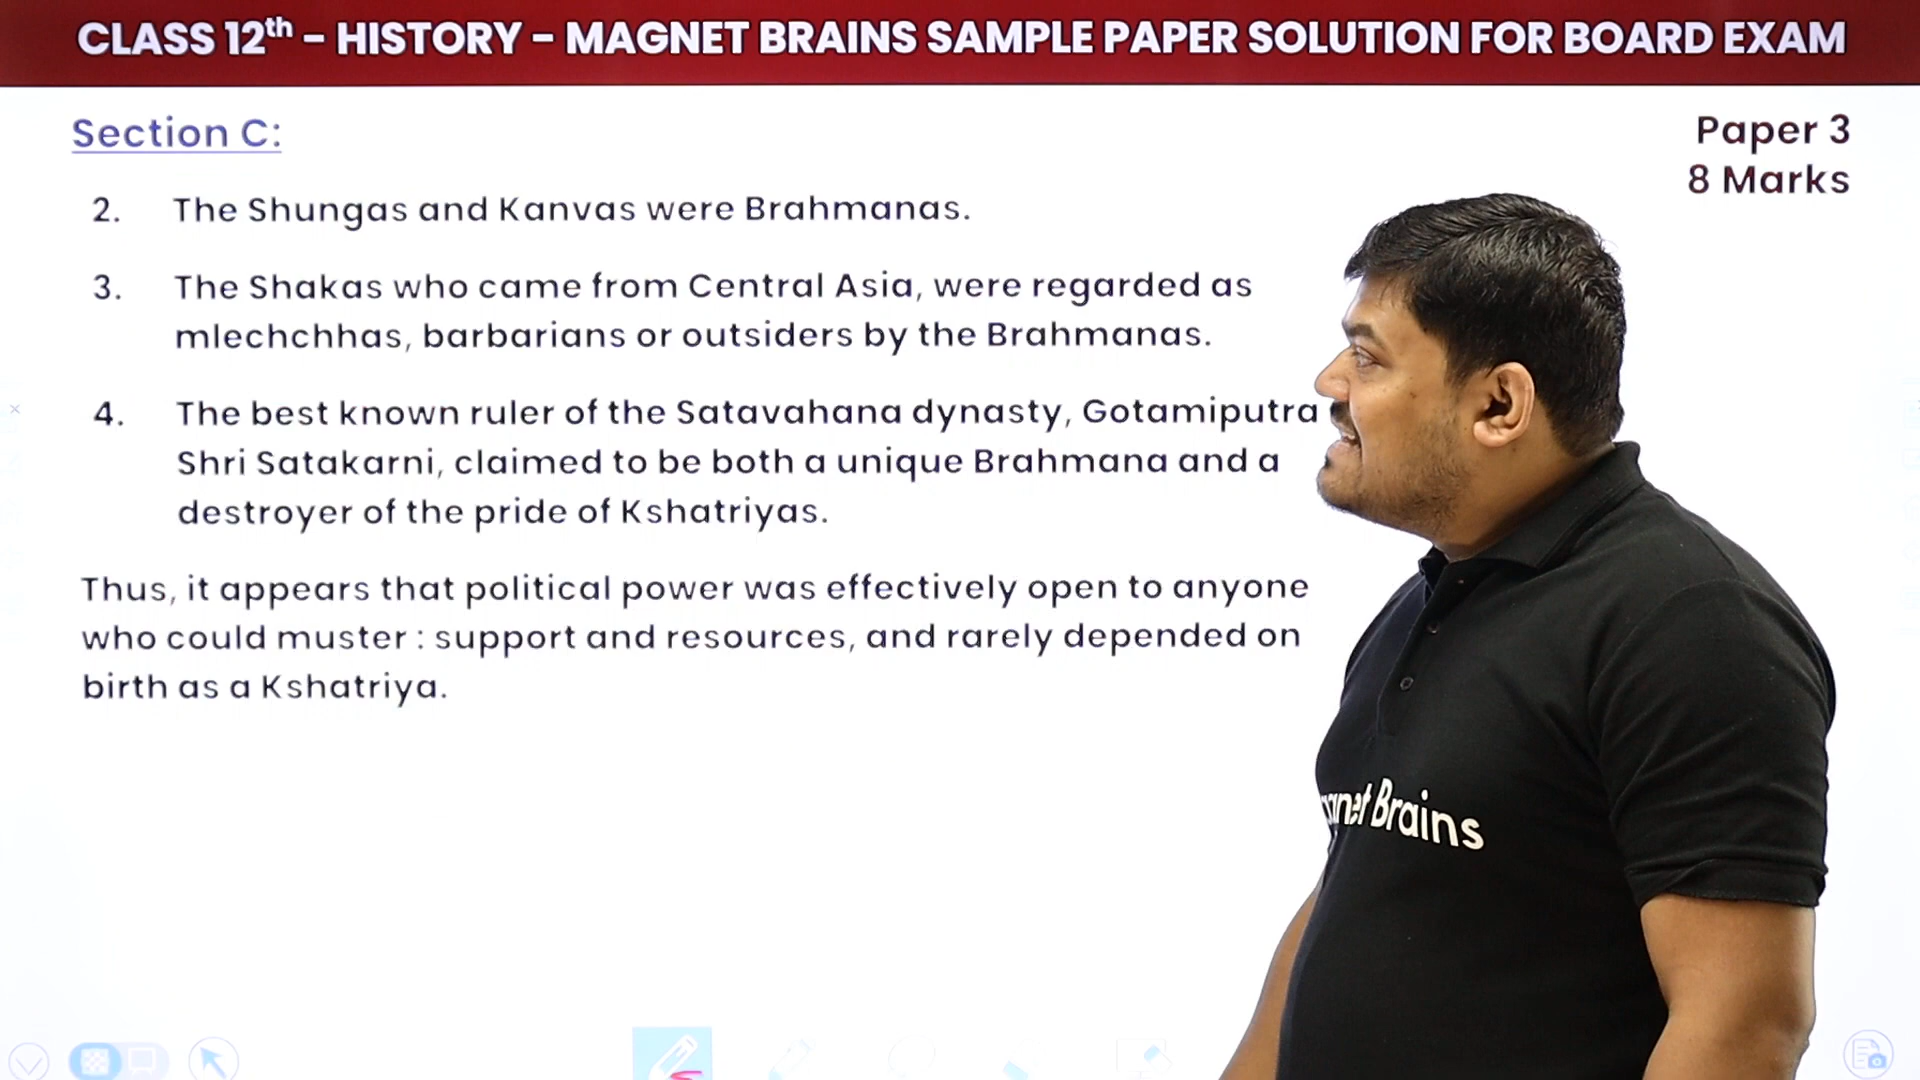 CLASS 12th - HISTORY - MAGNET BRAINS SAMPLE PAPER SOLUTION FOR BOARD EXAM
Section C:
Paper 3
8 Marks
2. The Shungas and Kanvas were Brahmanas.
3. The Shakas who came from Central Asia, were regarded as
mlechchhas, barbarians or outsiders by the Brahmanas.
4. The best known ruler of the Satavahana dynasty, Gotamiputra
Shri Satakarni, claimed to be both a unique Brahmana and a
destroyer of the pride of Kshatriyas.
Thus, it appears that political power was effectively open to anyone
who could muster : support and resources, and rarely depended on
birth as a Kshatriya.
Brains